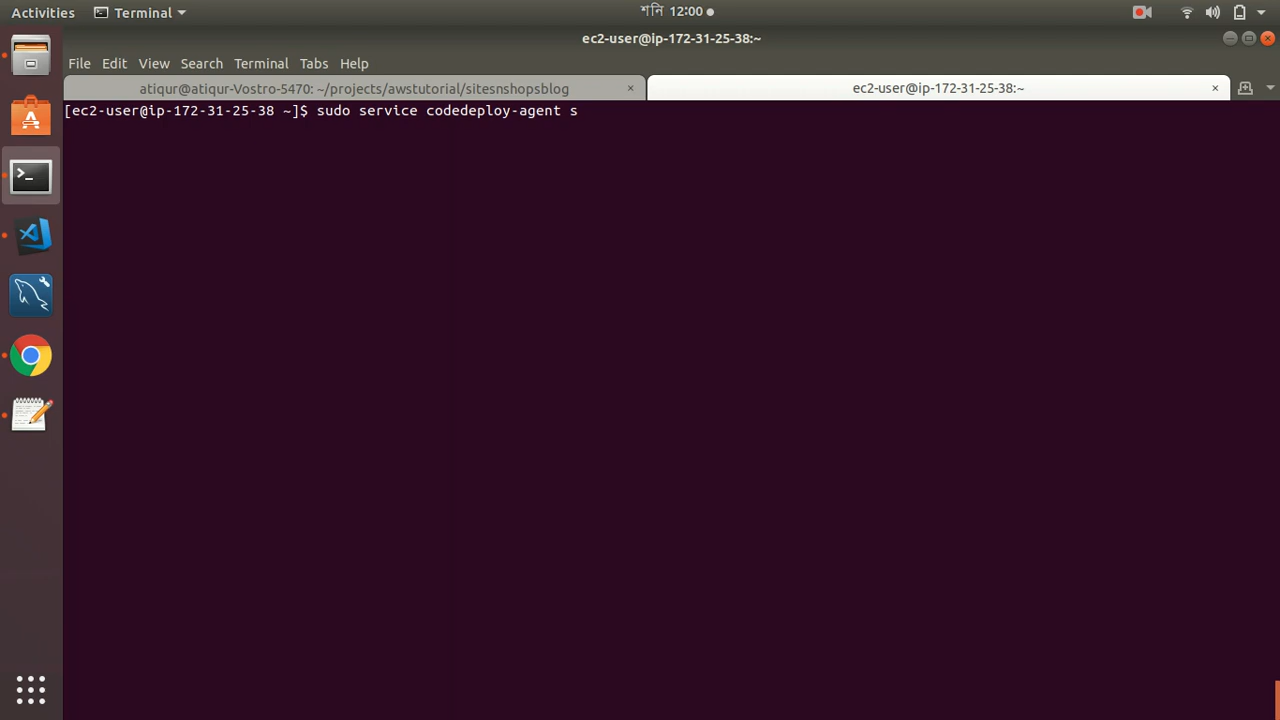 Activities Terminal শনি 12:00
ec2-user@ip-172-31-25-38:~
File Edit View Search Terminal Tabs Help
atiqur@atiqur-Vostro-5470: ~/projects/awstutorial/sitesnshopsblog × ec2-user@ip-172-31-25-38:~ ×
[ec2-user@ip-172-31-25-38 ~]$ sudo service codedeploy-agent s